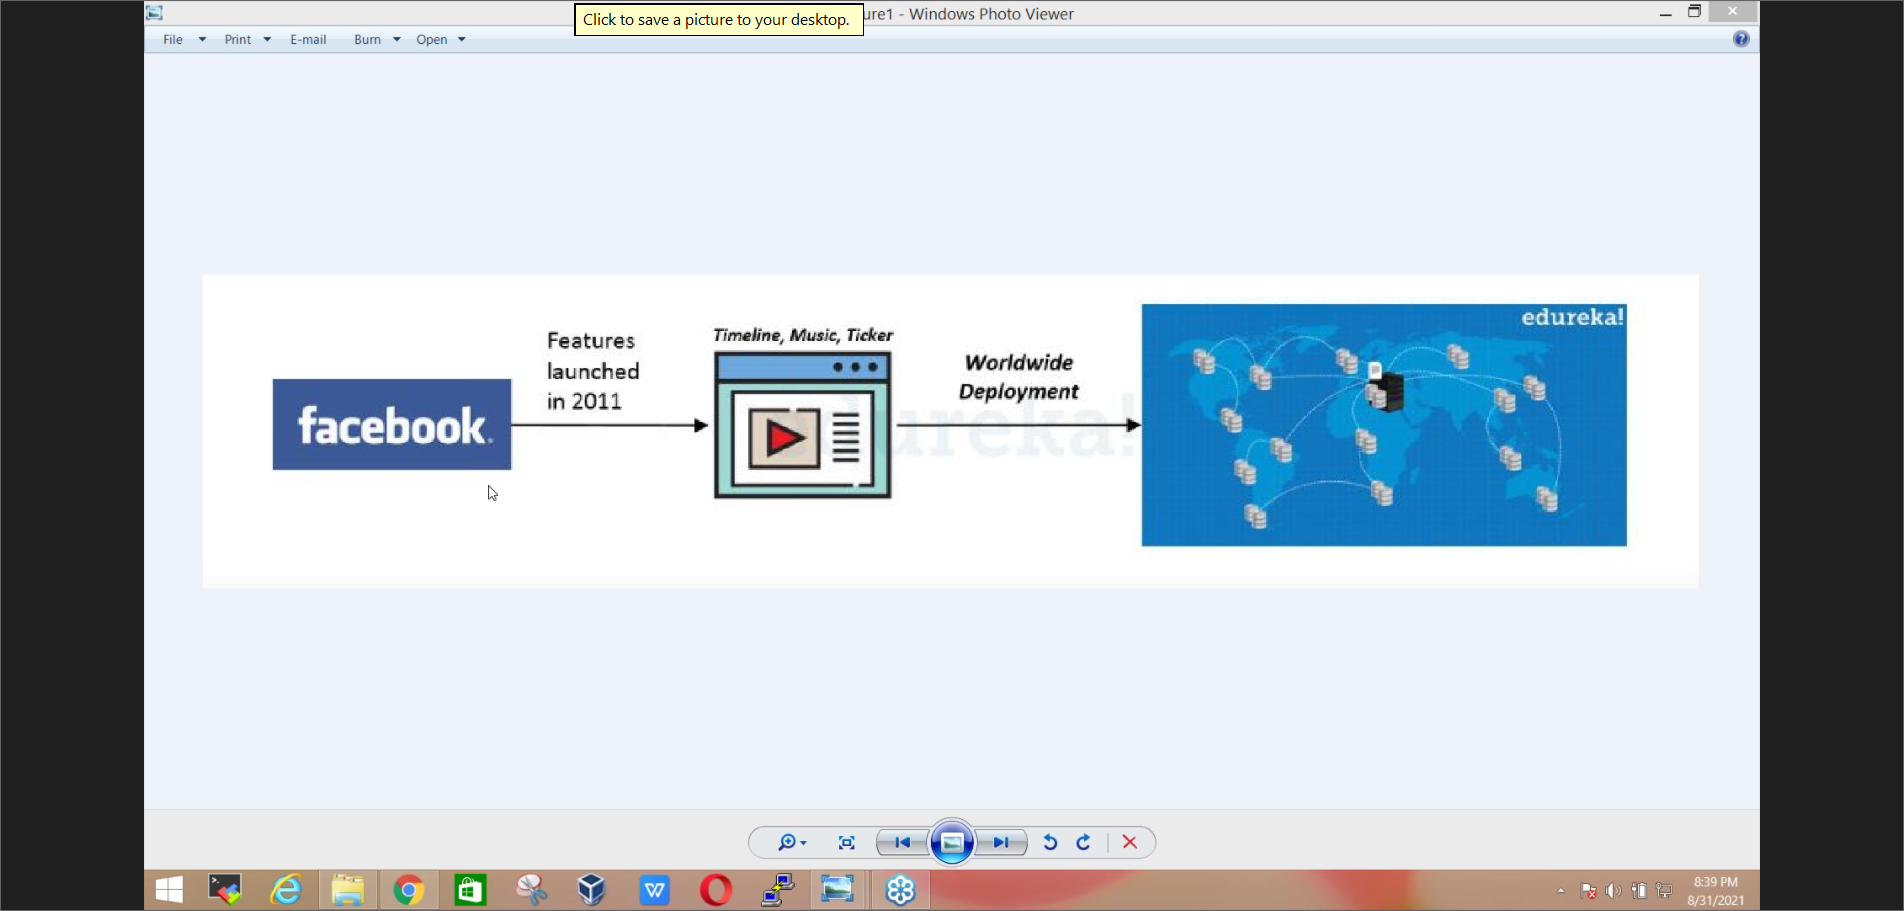 Click to save a picture to your desktop.
ure1 - Windows Photo Viewer
File Print E-mail Burn Open
Features
launched
in 2011
facebook
Timeline, Music, Ticker
Worldwide
Deployment
edureka!
ureka!
8:39 PM
8/31/2021